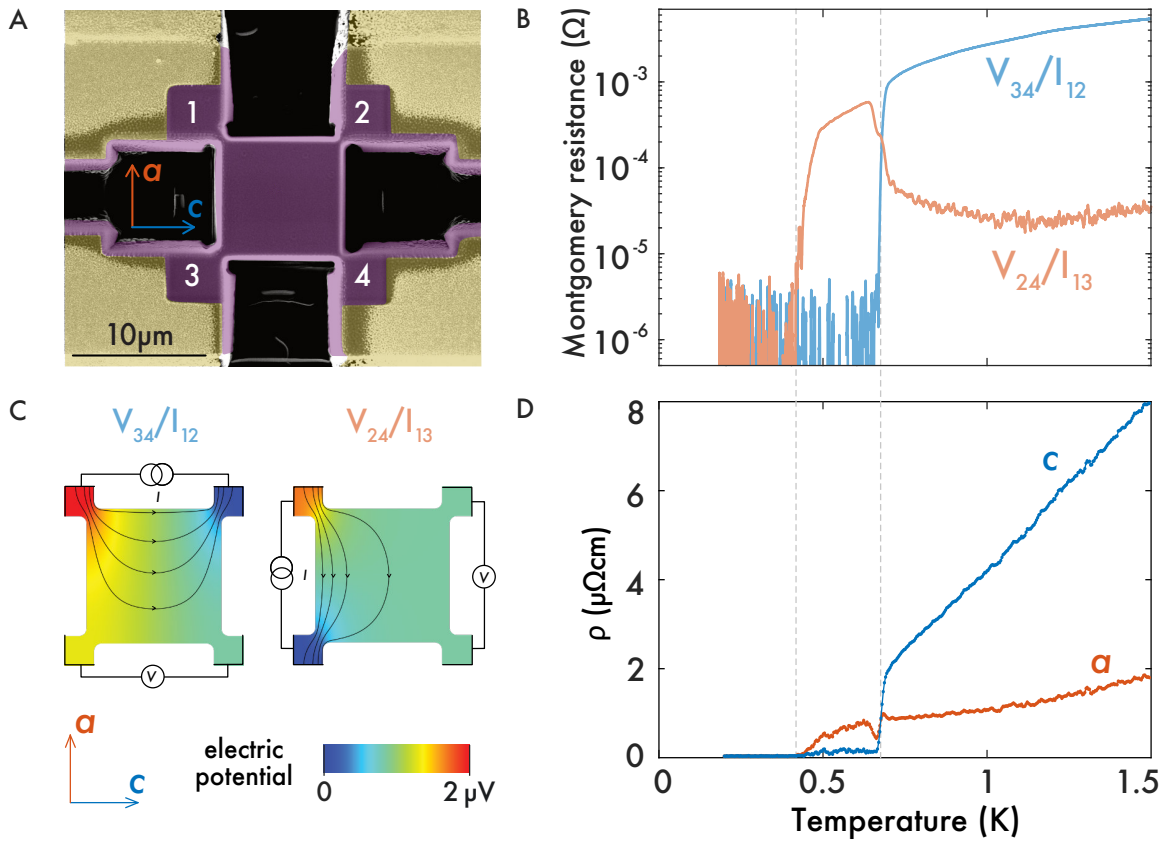 A
1
2
a
c
3
4
10µm
B
Montgomery resistance (Ω)
10⁻³
10⁻⁴
10⁻⁵
10⁻⁶
V₃₄/I₁₂
V₂₄/I₁₃
C
V₃₄/I₁₂
V₂₄/I₁₃
I
V
I
V
a
c
electric
potential
0
2 µV
D
ρ (µΩcm)
8
6
4
2
0
c
a
0
0.5
1
1.5
Temperature (K)